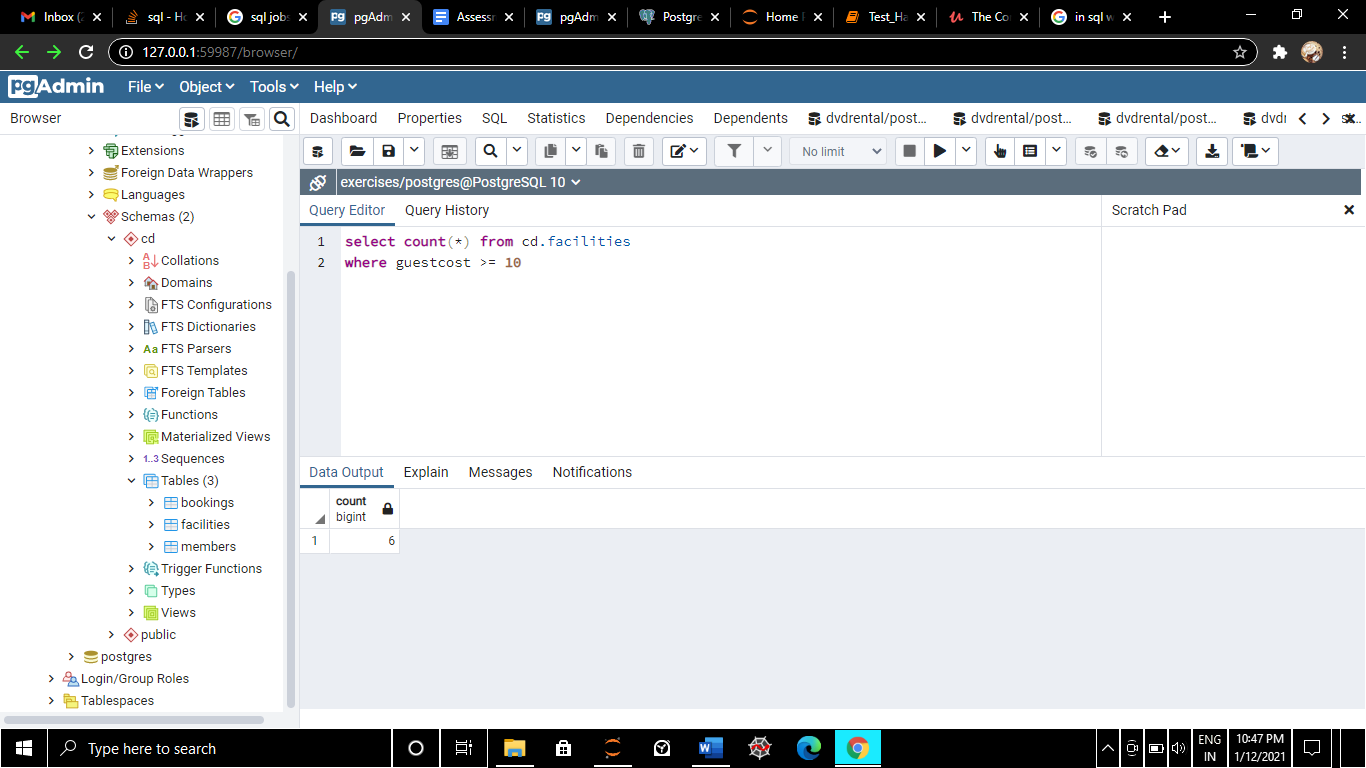 Inbox (2
sql - Ho
sql jobs
pgAdm
Assessm
pgAdm
Postgre
Home P
Test_Ha
The Co
in sql w
127.0.0.1:59987/browser/
pgAdmin File Object Tools Help
Browser
Dashboard Properties SQL Statistics Dependencies Dependents dvdrental/post... dvdrental/post... dvdrental/post...
No limit
exercises/postgres@PostgreSQL 10
Query Editor Query History
Scratch Pad
1 select count(*) from cd.facilities
2 where guestcost >= 10
Extensions
Foreign Data Wrappers
Languages
Schemas (2)
cd
Collations
Domains
FTS Configurations
FTS Dictionaries
Aa FTS Parsers
FTS Templates
Foreign Tables
Functions
Materialized Views
1..3 Sequences
Tables (3)
bookings
facilities
members
Trigger Functions
Types
Views
public
postgres
Login/Group Roles
Tablespaces
Data Output Explain Messages Notifications
count
bigint
1 6
Type here to search
ENG
IN
10:47 PM
1/12/2021